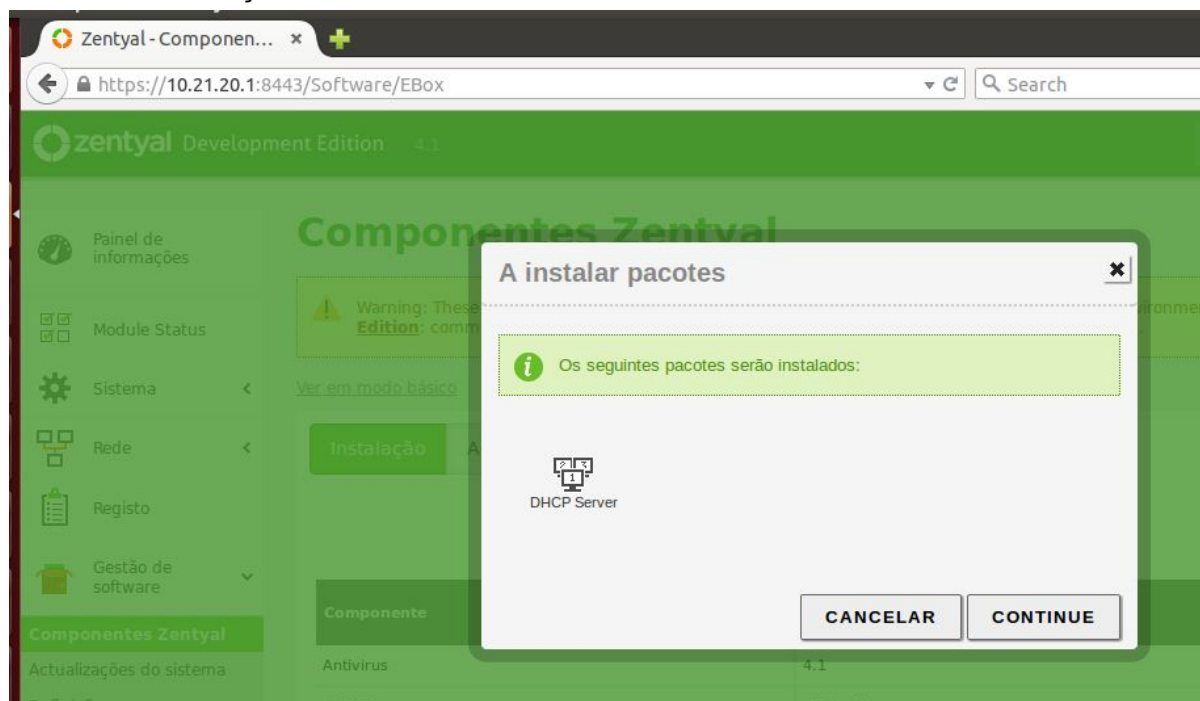 Zentyal - Componen...
https://10.21.20.1:8443/Software/EBox
Search
zentyal Development Edition 4.1
Painel de
informações
Module Status
Sistema
Rede
Registo
Gestão de
software
Componentes Zentyal
Actualizações do sistema
Componentes Zentyal
Warning: These
Edition: comm
Ver em modo básico
Instalação A
Componente
Antivirus 4.1
A instalar pacotes
Os seguintes pacotes serão instalados:
DHCP Server
CANCELAR CONTINUE